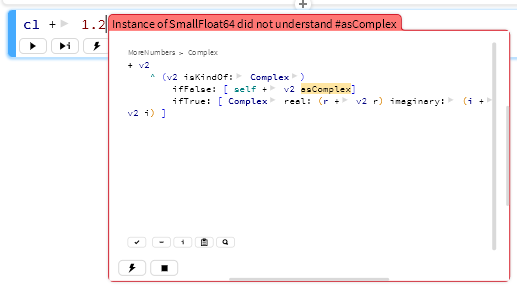 c1 + 1.2
Instance of SmallFloat64 did not understand #asComplex
MoreNumbers > Complex
+ v2
^ (v2 isKindOf: Complex )
ifFalse: [ self + v2 asComplex]
ifTrue: [ Complex real: (r + v2 r) imaginary: (i +
v2 i) ]